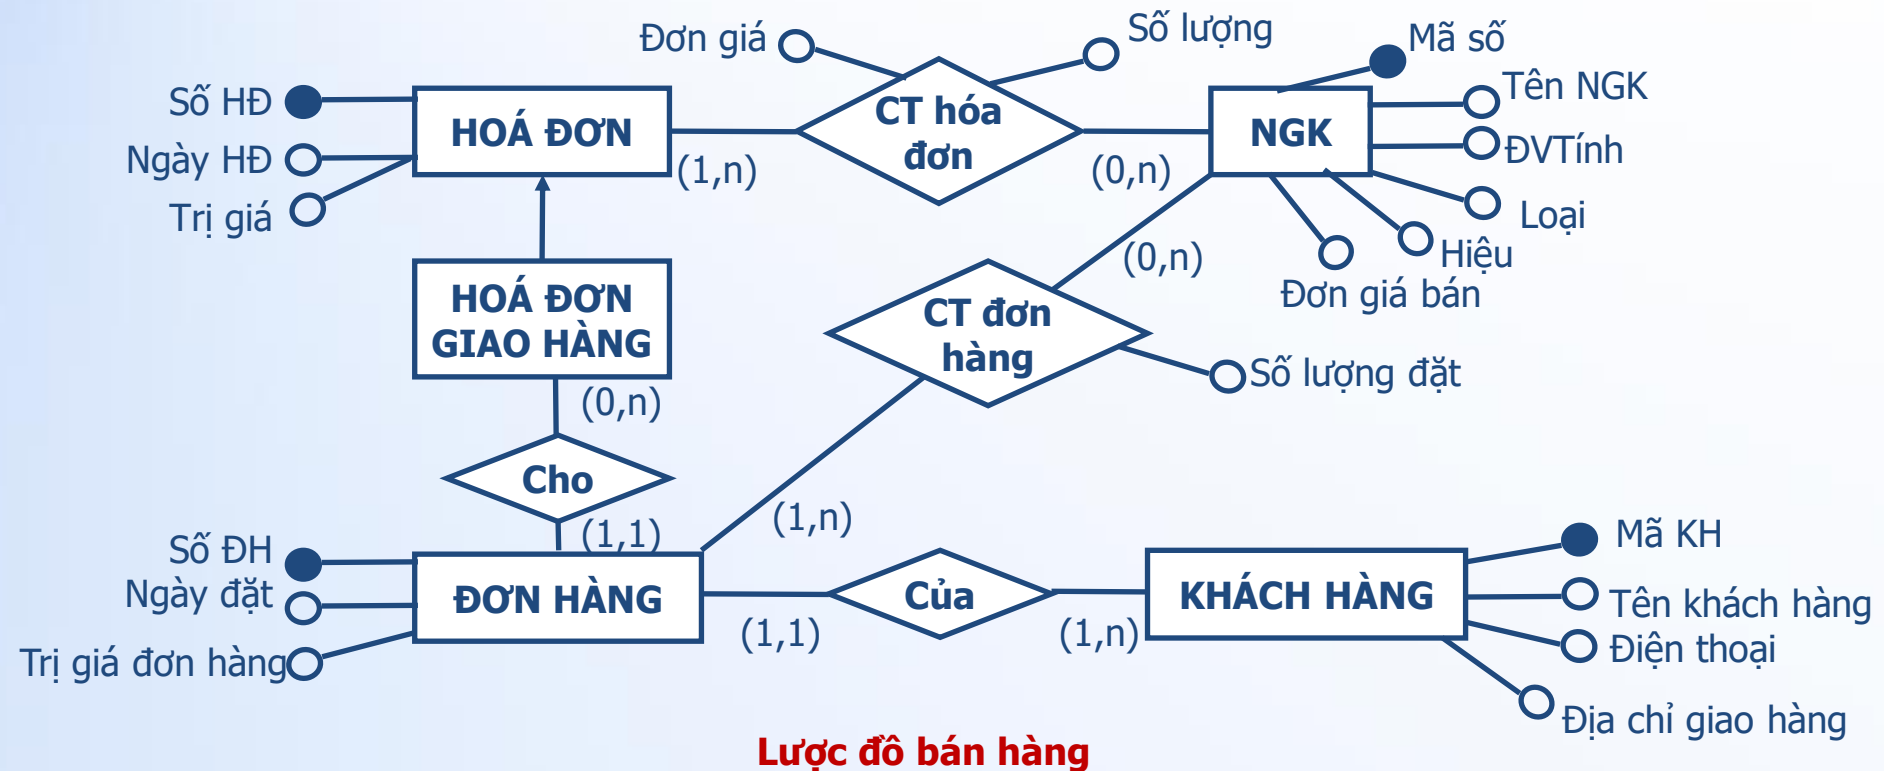 Đơn giá
Số lượng
Mã số
Số HĐ
HOÁ ĐƠN
CT hóa
đơn
NGK
Tên NGK
Ngày HĐ
ĐVTính
(1,n)
(0,n)
Trị giá
Loại
Hiệu
(0,n)
Đơn giá bán
HOÁ ĐƠN
GIAO HÀNG
CT đơn
hàng
Số lượng đặt
(0,n)
Cho
(1,n)
(1,1)
Số ĐH
Ngày đặt
ĐƠN HÀNG
Của
KHÁCH HÀNG
Mã KH
Tên khách hàng
(1,1)
(1,n)
Điện thoại
Trị giá đơn hàng
Địa chỉ giao hàng
Lược đồ bán hàng